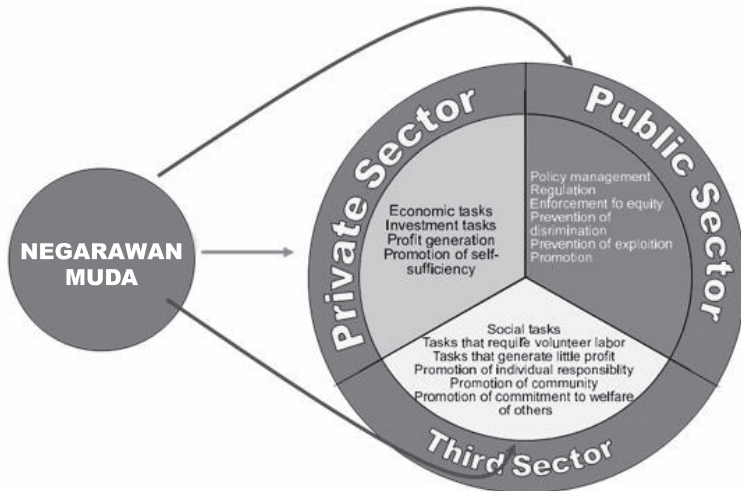 NEGARAWAN
MUDA
Private Sector
Economic tasks
Investment tasks
Profit generation
Promotion of self-
sufficiency
Public Sector
Policy management
Regulation
Enforcement fo equity
Prevention of
disrimination
Prevention of exploition
Promotion
Social tasks
Tasks that requife volunteer labor
Tasks that generate little profit
Promotion of individual responsiblity
Promotion of community
Promotion of commitment to welfare
of others
Third Sector